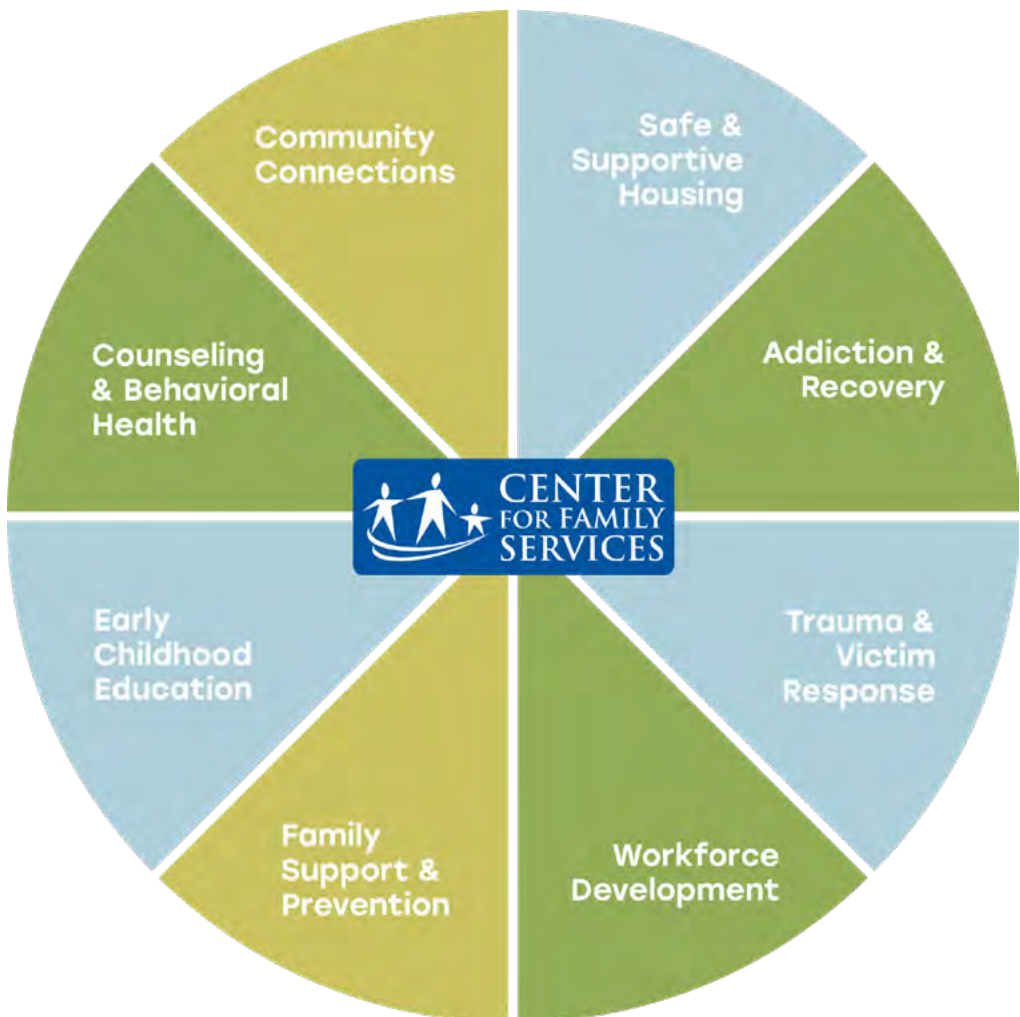 Community
Connections
Safe &
Supportive
Housing
Counseling
& Behavioral
Health
Addiction &
Recovery
CENTER
FOR FAMILY
SERVICES
Early
Childhood
Education
Trauma &
Victim
Response
Family
Support &
Prevention
Workforce
Development